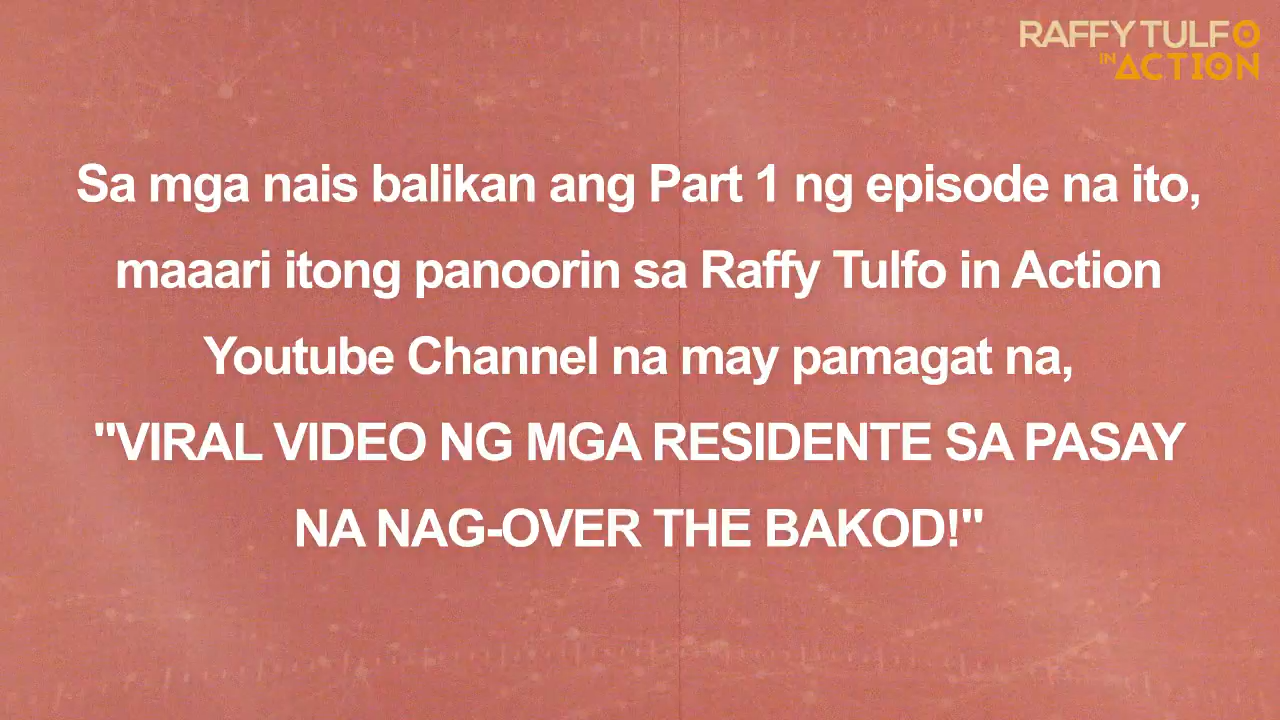 RAFFY TULFO
IN ACTION
Sa mga nais balikan ang Part 1 ng episode na ito,
maaari itong panoorin sa Raffy Tulfo in Action
Youtube Channel na may pamagat na,
"VIRAL VIDEO NG MGA RESIDENTE SA PASAY
NA NAG-OVER THE BAKOD!"